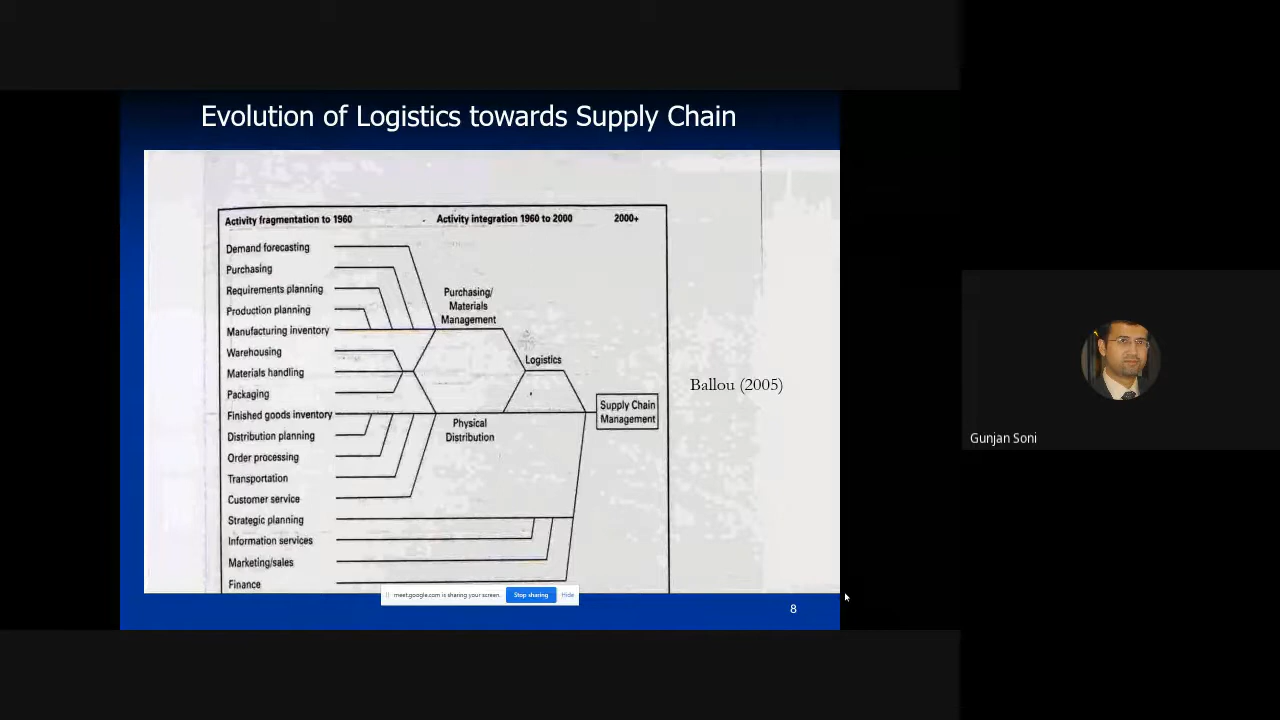 Evolution of Logistics towards Supply Chain
Activity fragmentation to 1960
Activity integration 1960 to 2000
2000+
Demand forecasting
Purchasing
Requirements planning
Production planning
Manufacturing inventory
Warehousing
Materials handling
Packaging
Finished goods inventory
Distribution planning
Order processing
Transportation
Customer service
Strategic planning
Information services
Marketing/sales
Finance
Purchasing/
Materials
Management
Logistics
Physical
Distribution
Supply Chain
Management
Ballou (2005)
meet.google.com is sharing your screen.
Stop sharing
Hide
8
Gunjan Soni